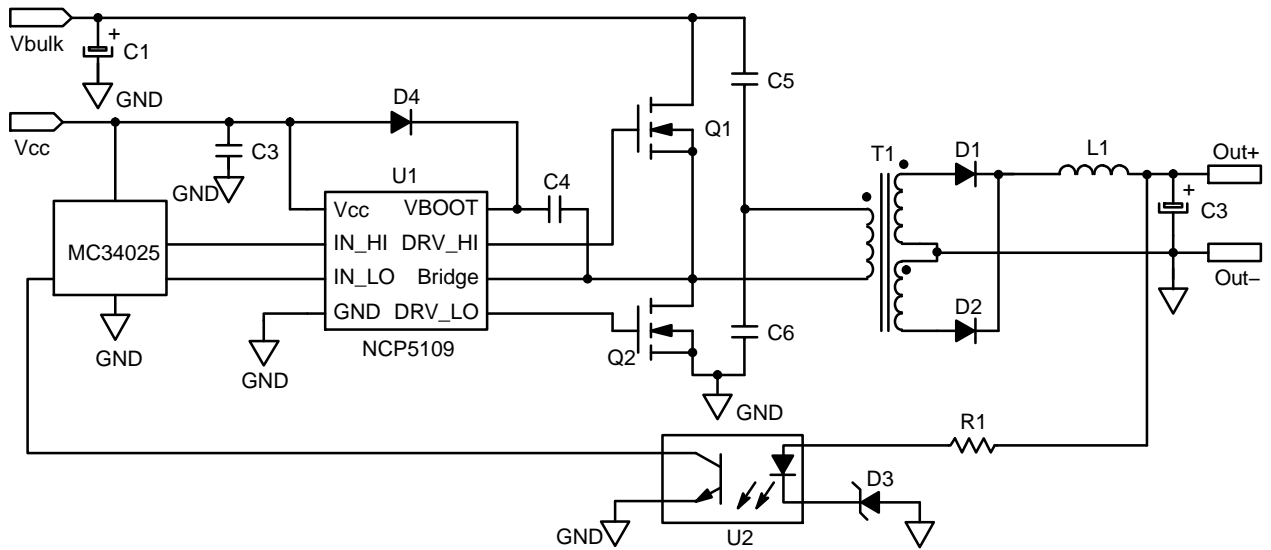 Vbulk
+
C1
GND
C5
D4
Q1
Vcc
C3
GND
U1
C4
T1
D1
L1
Out+
+
C3
Vcc VBOOT
MC34025
IN_HI DRV_HI
IN_LO Bridge
GND DRV_LO
Out–
D2
C6
Q2
NCP5109
GND
GND
GND
R1
D3
GND
U2